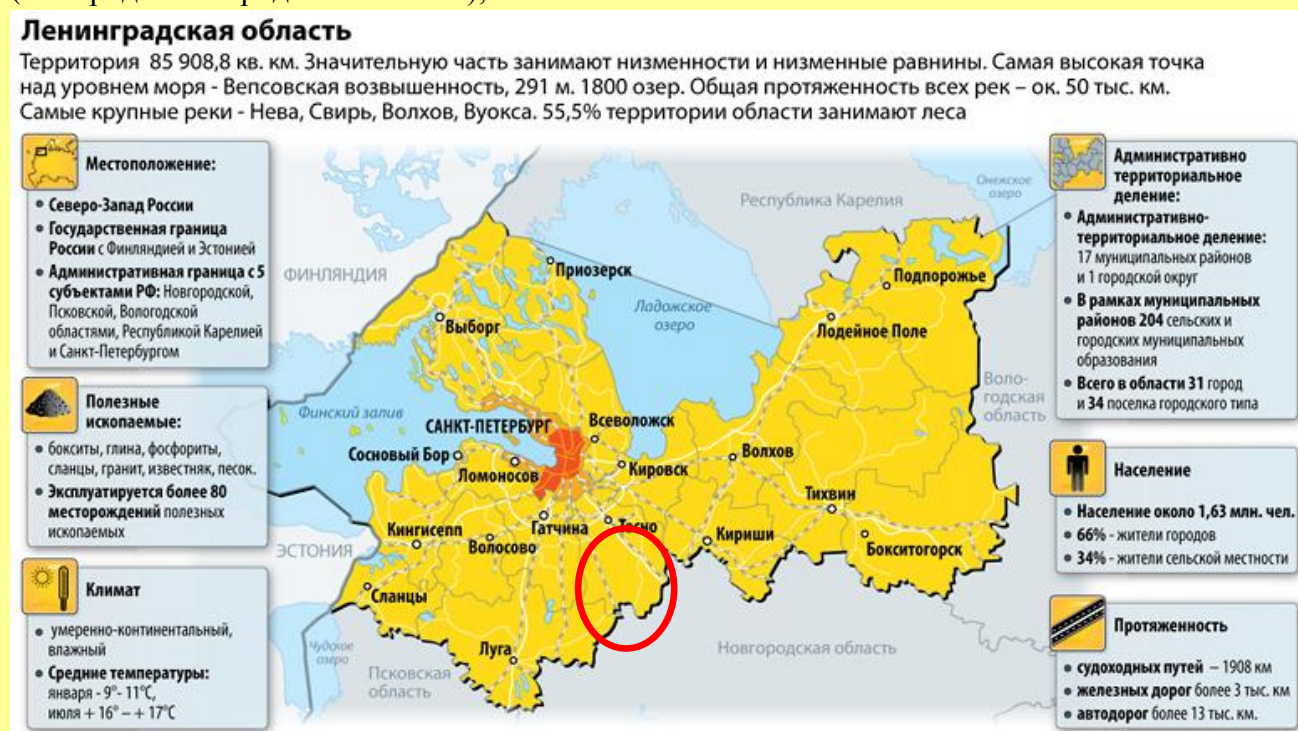 Ленинградская область
Территория 85 908,8 кв. км. Значительную часть занимают низменности и низменные равнины. Самая высокая точка
над уровнем моря - Вепсовская возвышенность, 291 м. 1800 озер. Общая протяженность всех рек – ок. 50 тыс. км.
Самые крупные реки - Нева, Свирь, Волхов, Вуокса. 55,5% территории области занимают леса
Местоположение:
• Северо-Запад России
• Государственная граница
России с Финляндией и Эстонией
• Административная граница с 5
субъектами РФ: Новгородской,
Псковской, Вологодской
областями, Республикой Карелией
и Санкт-Петербургом
Полезные
ископаемые:
• бокситы, глина, фосфориты,
сланцы, гранит, известняк, песок.
• Эксплуатируется более 80
месторождений полезных
ископаемых
Климат
• умеренно-континентальный,
влажный
• Средние температуры:
января - 9°- 11°С,
июля + 16° – + 17°С
Онежское
озеро
Республика Карелия
ФИНЛЯНДИЯ
Приозерск
Подпорожье
Ладожское
озеро
Выборг
Лодейное Поле
Воло-
годская
область
Финский залив
САНКТ-ПЕТЕРБУРГ
Всеволожск
Сосновый Бор
Ломоносов
Кировск
Волхов
Тихвин
Кингисепп
Гатчина
Тосно
Волосово
Кириши
Бокситогорск
ЭСТОНИЯ
Сланцы
Чудское
озеро
Луга
Псковская
область
Новгородская область
Административно
территориальное
деление:
• Административно-
территориальное деление:
17 муниципальных районов
и 1 городской округ
• В рамках муниципальных
районов 204 сельских и
городских муниципальных
образования
• Всего в области 31 город
и 34 поселка городского типа
Население
• Население около 1,63 млн. чел.
• 66% - жители городов
• 34% - жители сельской местности
Протяженность
• судоходных путей – 1908 км
• железных дорог более 3 тыс. км
• автодорог более 13 тыс. км.